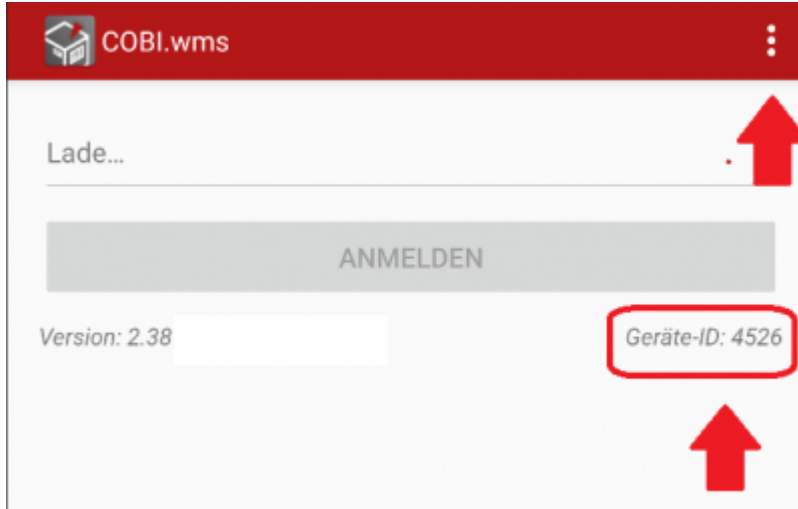 COBI.wms
Lade...
ANMELDEN
Version: 2.38
Geräte-ID: 4526